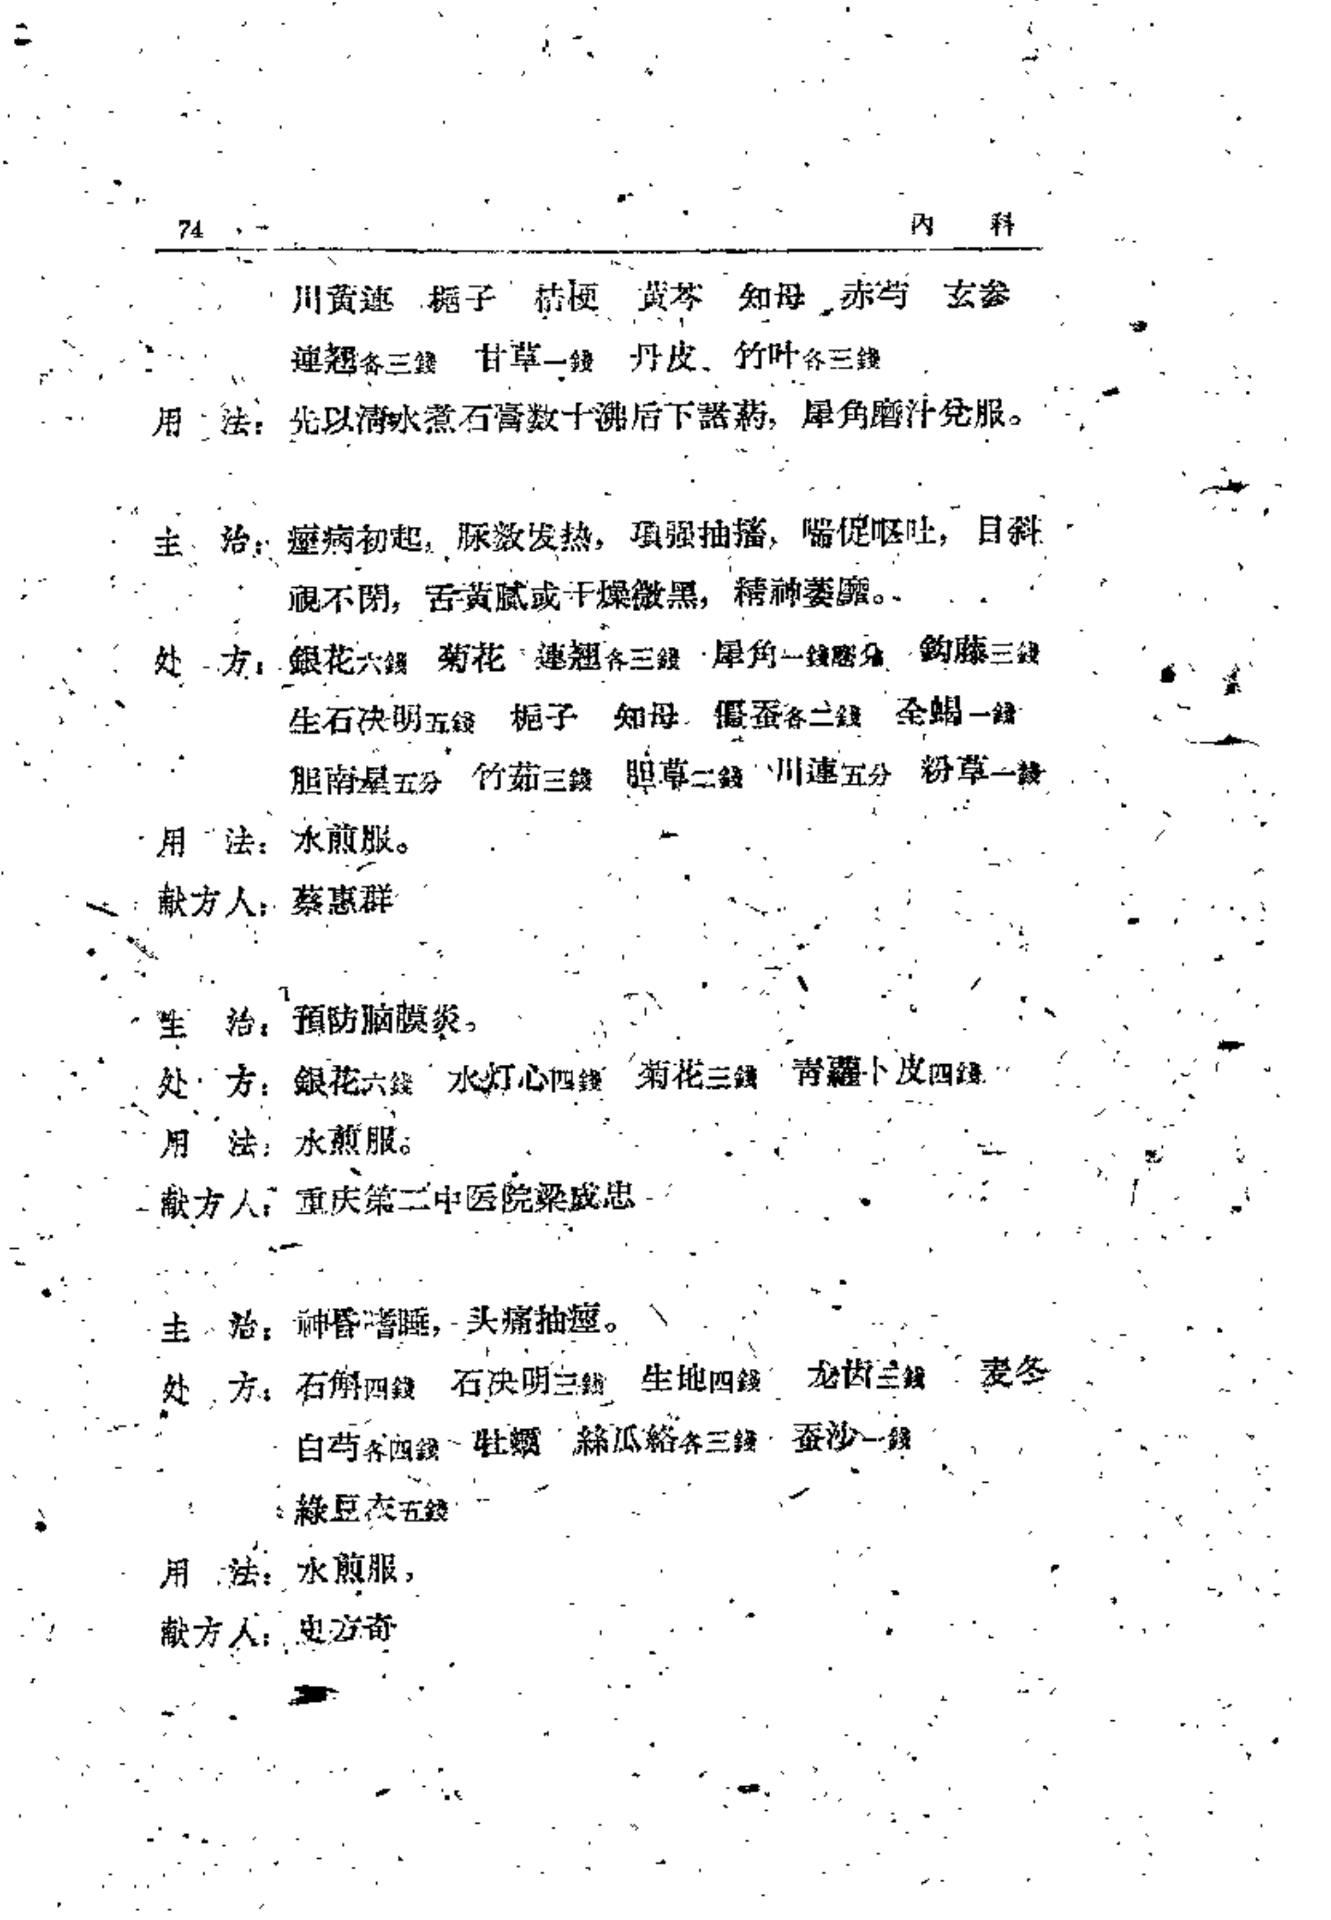 74 內 科
川黃連 梔子 桔梗 黃芩 知母 赤芍 玄参
連翹各三錢 甘草一錢 丹皮、竹叶各三錢
用 法：先以清水煮石膏数十沸后下諸葯，犀角磨汁兌服。
主 治：痙病初起，脉数发热，項强抽搐，喘促呕吐，目斜
視不閉，舌黃膩或干燥微黑，精神萎靡。
处 方：銀花六錢 菊花 連翹各三錢 犀角一錢磨分 鈎藤三錢
生石决明五錢 梔子 知母 僵蚕各二錢 全蝎一錢
胆南星五分 竹茹三錢 胆草二錢 川連五分 粉草一錢
用 法：水煎服。
献方人：蔡惠群
主 治：預防脑膜炎。
处 方：銀花六錢 水灯心四錢 菊花三錢 青蘿卜皮四錢
用 法：水煎服。
献方人：重庆第二中医院梁成忠
主 治：神昏嗜睡，头痛抽痙。
处 方：石斛四錢 石决明三錢 生地四錢 龙齿三錢 麦冬
白芍各四錢 牡蠣 絲瓜絡各三錢 蚕沙一錢
綠豆衣五錢
用 法：水煎服，
献方人：史方奇